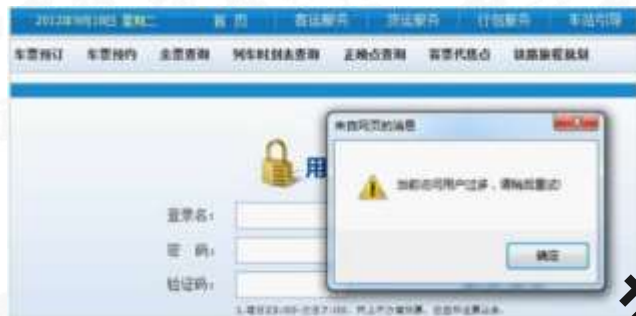 2012年9月18日 星期二 首 页 客运服务 货运服务 行包服务 车站引导
车票预订 车票预约 余票查询 列车时刻表查询 正晚点查询 客票代售点 铁路旅程规划
来自网页的消息
用
当前访问用户过多，请稍后重试!
登录名：
密 码：
确定
验证码：